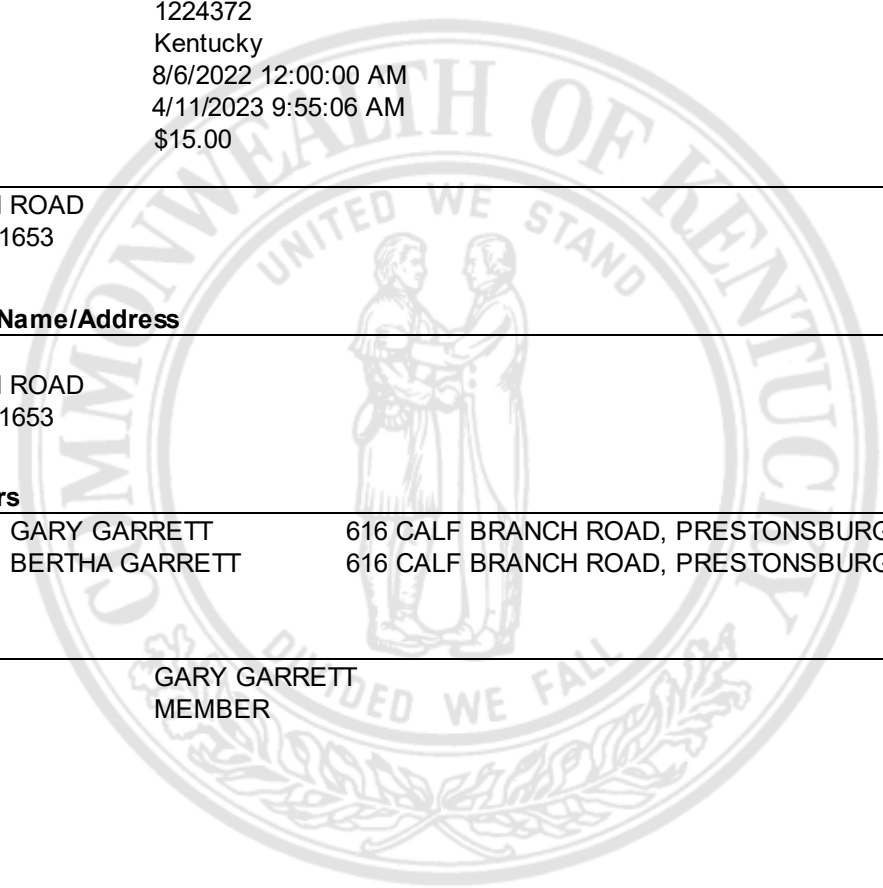 1224372
Kentucky
8/6/2022 12:00:00 AM
4/11/2023 9:55:06 AM
$15.00
ROAD
1653
Name/Address
ROAD
1653
rs
GARY GARRETT 616 CALF BRANCH ROAD, PRESTONSBURG
BERTHA GARRETT 616 CALF BRANCH ROAD, PRESTONSBURG
GARY GARRETT
MEMBER
COMMONWEALTH OF KENTUCKY
UNITED WE STAND
DIVIDED WE FALL